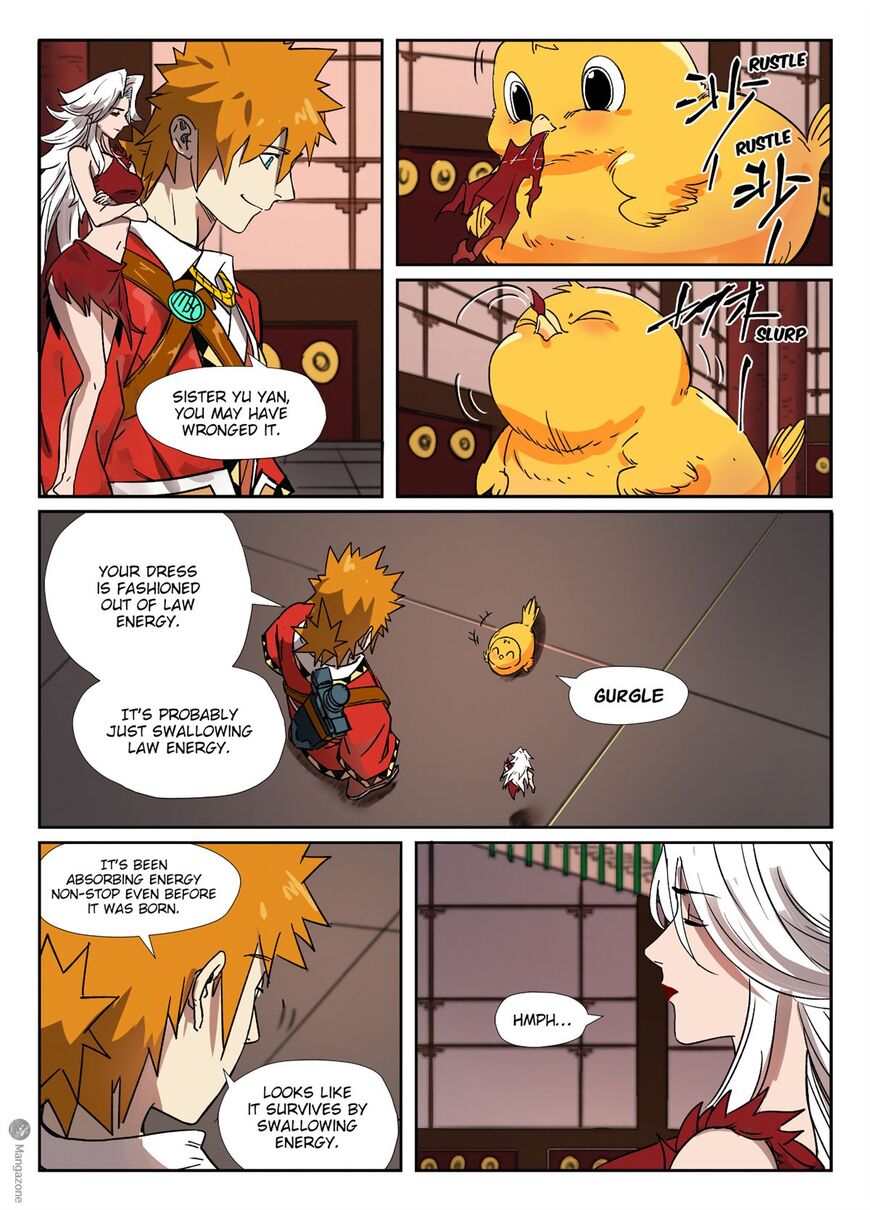 SISTER YU YAN,
YOU MAY HAVE
WRONGED IT.
RUSTLE
RUSTLE
SLURP
YOUR DRESS
IS FASHIONED
OUT OF LAW
ENERGY.
IT'S PROBABLY
JUST SWALLOWING
LAW ENERGY.
GURGLE
IT'S BEEN
ABSORBING ENERGY
NON-STOP EVEN BEFORE
IT WAS BORN.
LOOKS LIKE
IT SURVIVES BY
SWALLOWING
ENERGY.
HMPH...
Mangazone